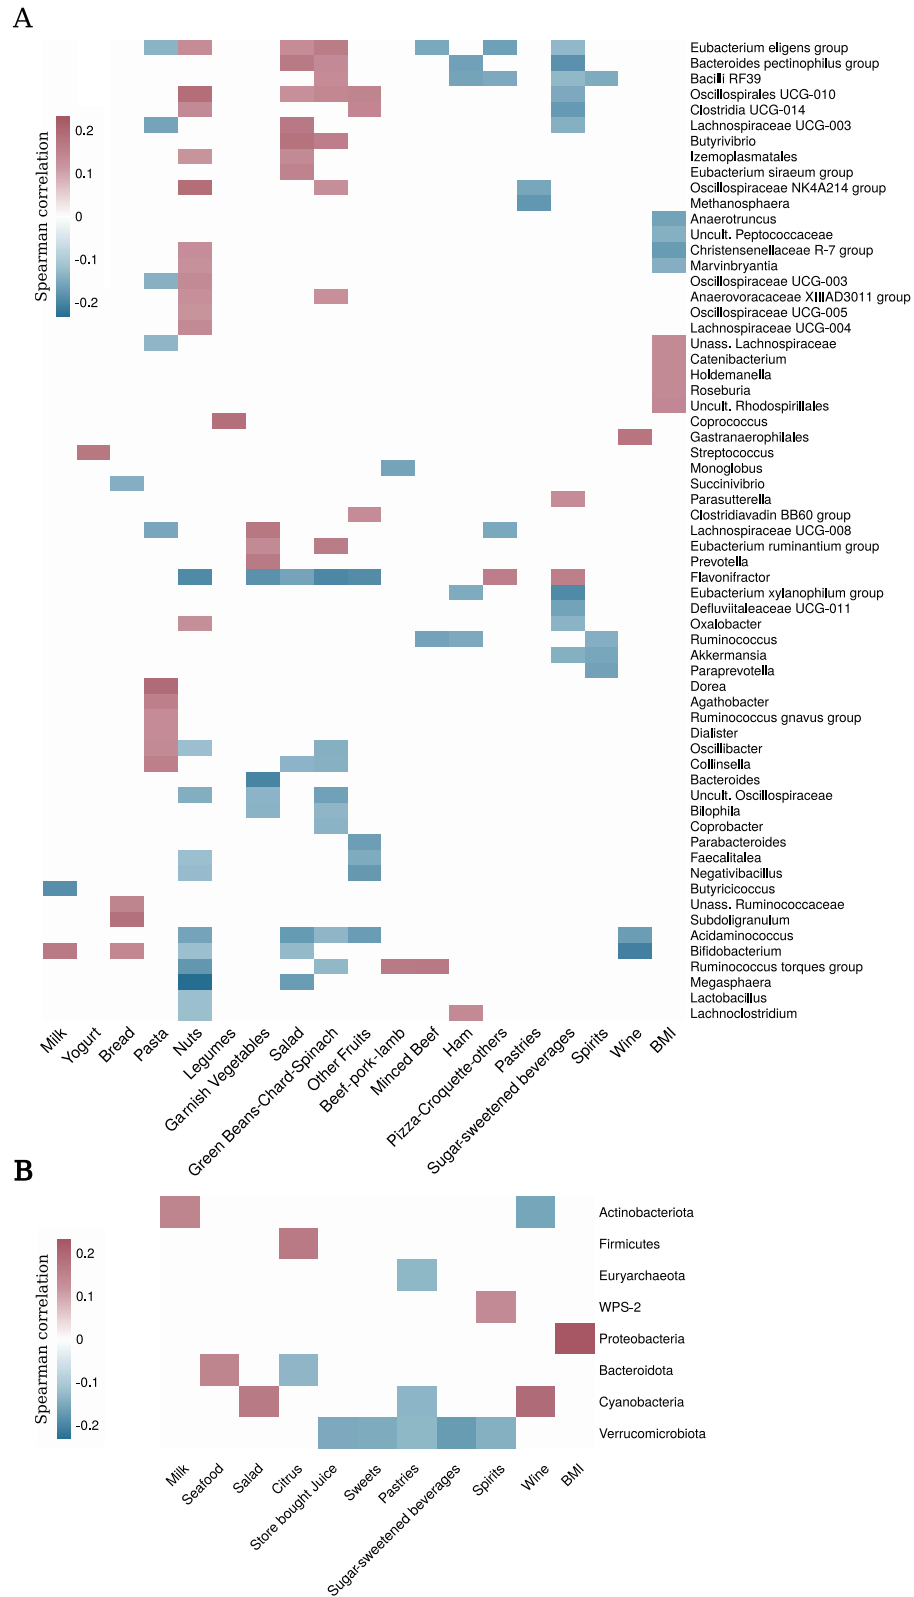 A
Spearman correlation
0.2
0.1
0
-0.1
-0.2
Eubacterium eligens group
Bacteroides pectinophilus group
Bacilli RF39
Oscillospirales UCG-010
Clostridia UCG-014
Lachnospiraceae UCG-003
Butyrivibrio
Izemoplasmatales
Eubacterium siraeum group
Oscillospiraceae NK4A214 group
Methanosphaera
Anaerotruncus
Uncult. Peptococcaceae
Christensenellaceae R-7 group
Marvinbryantia
Oscillospiraceae UCG-003
Anaerovoracaceae XIIIAD3011 group
Oscillospiraceae UCG-005
Lachnospiraceae UCG-004
Unass. Lachnospiraceae
Catenibacterium
Holdemanella
Roseburia
Uncult. Rhodospirillales
Coprococcus
Gastranaerophilales
Streptococcus
Monoglobus
Succinivibrio
Parasutterella
Clostridiavadin BB60 group
Lachnospiraceae UCG-008
Eubacterium ruminantium group
Prevotella
Flavonifractor
Eubacterium xylanophilum group
Defluviitaleaceae UCG-011
Oxalobacter
Ruminococcus
Akkermansia
Paraprevotella
Dorea
Agathobacter
Ruminococcus gnavus group
Dialister
Oscillibacter
Collinsella
Bacteroides
Uncult. Oscillospiraceae
Bilophila
Coprobacter
Parabacteroides
Faecalitalea
Negativibacillus
Butyricicoccus
Unass. Ruminococcaceae
Subdoligranulum
Acidaminococcus
Bifidobacterium
Ruminococcus torques group
Megasphaera
Lactobacillus
Lachnoclostridium
Milk
Yogurt
Bread
Pasta
Nuts
Legumes
Garnish Vegetables
Salad
Green Beans-Chard-Spinach
Other Fruits
Beef-pork-lamb
Minced Beef
Ham
Pizza-Croquette-others
Pastries
Sugar-sweetened beverages
Spirits
Wine
BMI
B
Spearman correlation
0.2
0.1
0
-0.1
-0.2
Actinobacteriota
Firmicutes
Euryarchaeota
WPS-2
Proteobacteria
Bacteroidota
Cyanobacteria
Verrucomicrobiota
Milk
Seafood
Salad
Citrus
Store bought Juice
Sweets
Pastries
Sugar-sweetened beverages
Spirits
Wine
BMI